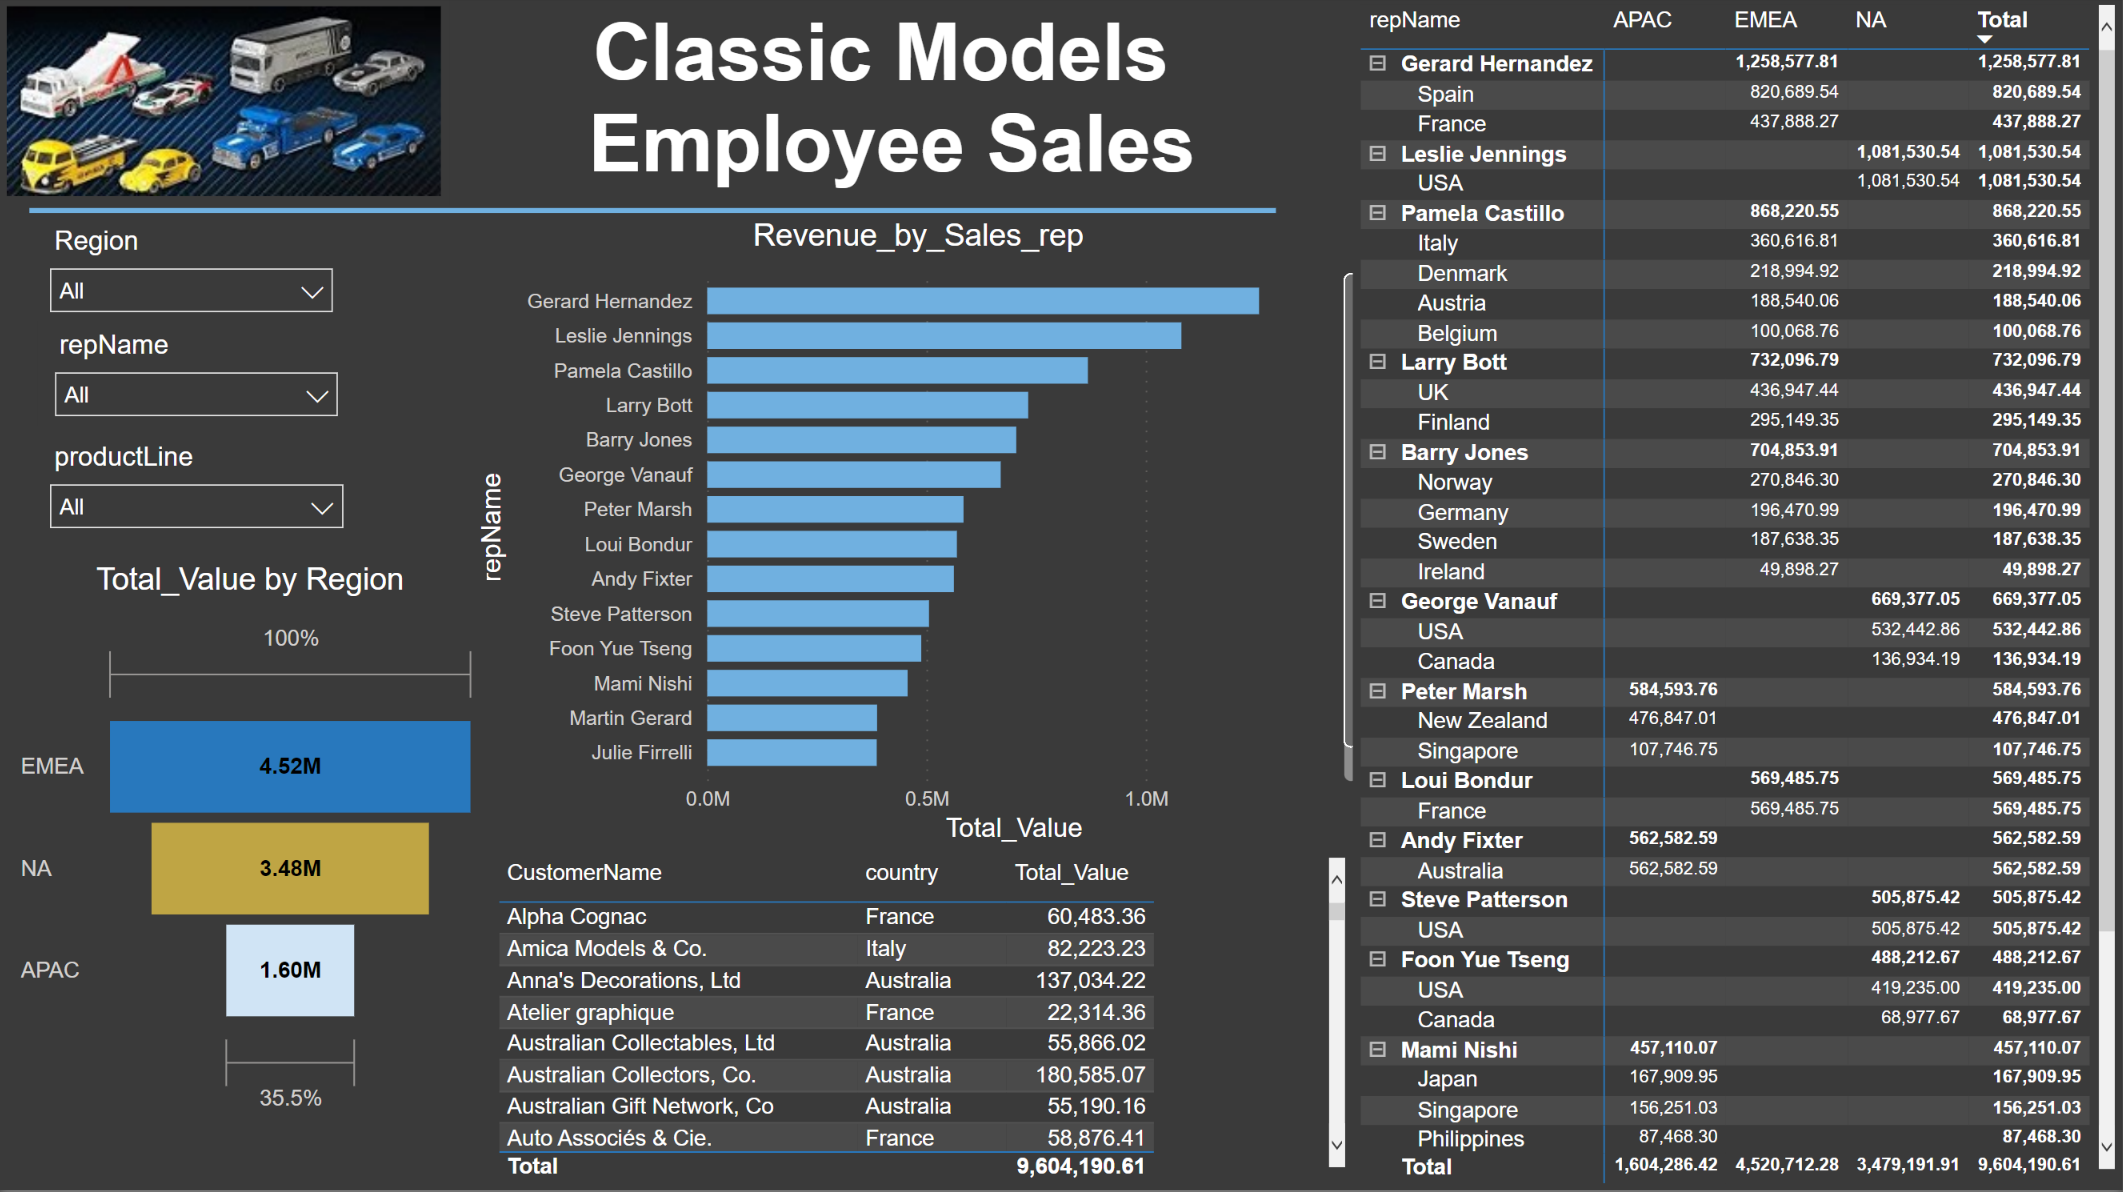 Classic Models
Employee Sales
Region
All
repName
All
productLine
All
Total_Value by Region
100%
EMEA 4.52M
NA 3.48M
APAC 1.60M
35.5%
Revenue_by_Sales_rep
repName
Gerard Hernandez
Leslie Jennings
Pamela Castillo
Larry Bott
Barry Jones
George Vanauf
Peter Marsh
Loui Bondur
Andy Fixter
Steve Patterson
Foon Yue Tseng
Mami Nishi
Martin Gerard
Julie Firrelli
0.0M 0.5M 1.0M
Total_Value
CustomerName country Total_Value
Alpha Cognac France 60,483.36
Amica Models & Co. Italy 82,223.23
Anna's Decorations, Ltd Australia 137,034.22
Atelier graphique France 22,314.36
Australian Collectables, Ltd Australia 55,866.02
Australian Collectors, Co. Australia 180,585.07
Australian Gift Network, Co Australia 55,190.16
Auto Associés & Cie. France 58,876.41
Total 9,604,190.61
repName APAC EMEA NA Total
Gerard Hernandez 1,258,577.81 1,258,577.81
Spain 820,689.54 820,689.54
France 437,888.27 437,888.27
Leslie Jennings 1,081,530.54 1,081,530.54
USA 1,081,530.54 1,081,530.54
Pamela Castillo 868,220.55 868,220.55
Italy 360,616.81 360,616.81
Denmark 218,994.92 218,994.92
Austria 188,540.06 188,540.06
Belgium 100,068.76 100,068.76
Larry Bott 732,096.79 732,096.79
UK 436,947.44 436,947.44
Finland 295,149.35 295,149.35
Barry Jones 704,853.91 704,853.91
Norway 270,846.30 270,846.30
Germany 196,470.99 196,470.99
Sweden 187,638.35 187,638.35
Ireland 49,898.27 49,898.27
George Vanauf 669,377.05 669,377.05
USA 532,442.86 532,442.86
Canada 136,934.19 136,934.19
Peter Marsh 584,593.76 584,593.76
New Zealand 476,847.01 476,847.01
Singapore 107,746.75 107,746.75
Loui Bondur 569,485.75 569,485.75
France 569,485.75 569,485.75
Andy Fixter 562,582.59 562,582.59
Australia 562,582.59 562,582.59
Steve Patterson 505,875.42 505,875.42
USA 505,875.42 505,875.42
Foon Yue Tseng 488,212.67 488,212.67
USA 419,235.00 419,235.00
Canada 68,977.67 68,977.67
Mami Nishi 457,110.07 457,110.07
Japan 167,909.95 167,909.95
Singapore 156,251.03 156,251.03
Philippines 87,468.30 87,468.30
Total 1,604,286.42 4,520,712.28 3,479,191.91 9,604,190.61